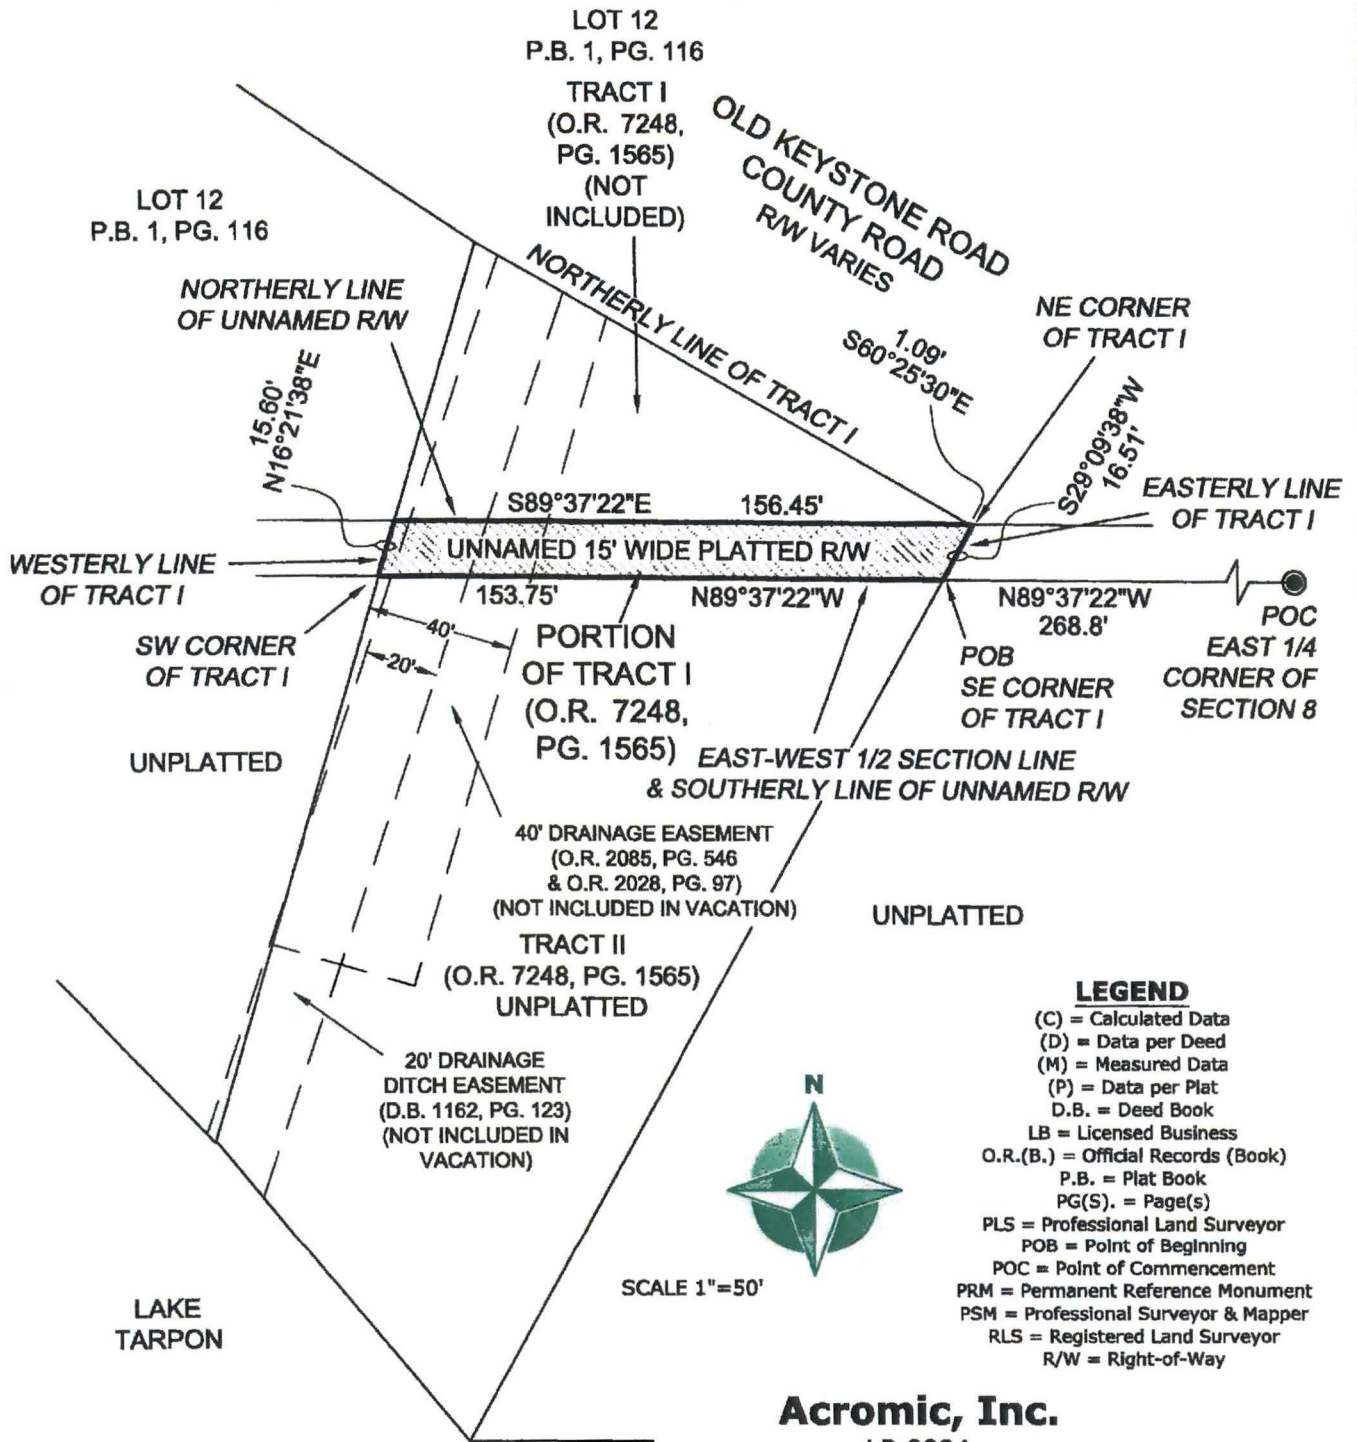 LOT 12
P.B. 1, PG. 116
TRACT I
(O.R. 7248,
PG. 1565)
(NOT
INCLUDED)
OLD KEYSTONE ROAD
COUNTY ROAD
R/W VARIES
LOT 12
P.B. 1, PG. 116
NORTHERLY LINE
OF UNNAMED R/W
NORTHERLY LINE OF TRACT I
NE CORNER
OF TRACT I
1.09'
S60°25'30"E
15.60'
N16°21'38"E
S29°09'38"W
16.51'
EASTERLY LINE
OF TRACT I
S89°37'22"E 156.45'
UNNAMED 15' WIDE PLATTED R/W
WESTERLY LINE
OF TRACT I
153.75' N89°37'22"W
N89°37'22"W
268.8'
POC
EAST 1/4
CORNER OF
SECTION 8
SW CORNER
OF TRACT I
40'
20'
PORTION
OF TRACT I
(O.R. 7248,
PG. 1565)
POB
SE CORNER
OF TRACT I
EAST-WEST 1/2 SECTION LINE
& SOUTHERLY LINE OF UNNAMED R/W
UNPLATTED
40' DRAINAGE EASEMENT
(O.R. 2085, PG. 546
& O.R. 2028, PG. 97)
(NOT INCLUDED IN VACATION)
UNPLATTED
TRACT II
(O.R. 7248, PG. 1565)
UNPLATTED
20' DRAINAGE
DITCH EASEMENT
(D.B. 1162, PG. 123)
(NOT INCLUDED IN
VACATION)
N
SCALE 1"=50'
LAKE
TARPON
LEGEND
(C) = Calculated Data
(D) = Data per Deed
(M) = Measured Data
(P) = Data per Plat
D.B. = Deed Book
LB = Licensed Business
O.R.(B.) = Official Records (Book)
P.B. = Plat Book
PG(S). = Page(s)
PLS = Professional Land Surveyor
POB = Point of Beginning
POC = Point of Commencement
PRM = Permanent Reference Monument
PSM = Professional Surveyor & Mapper
RLS = Registered Land Surveyor
R/W = Right-of-Way
Acromic, Inc.